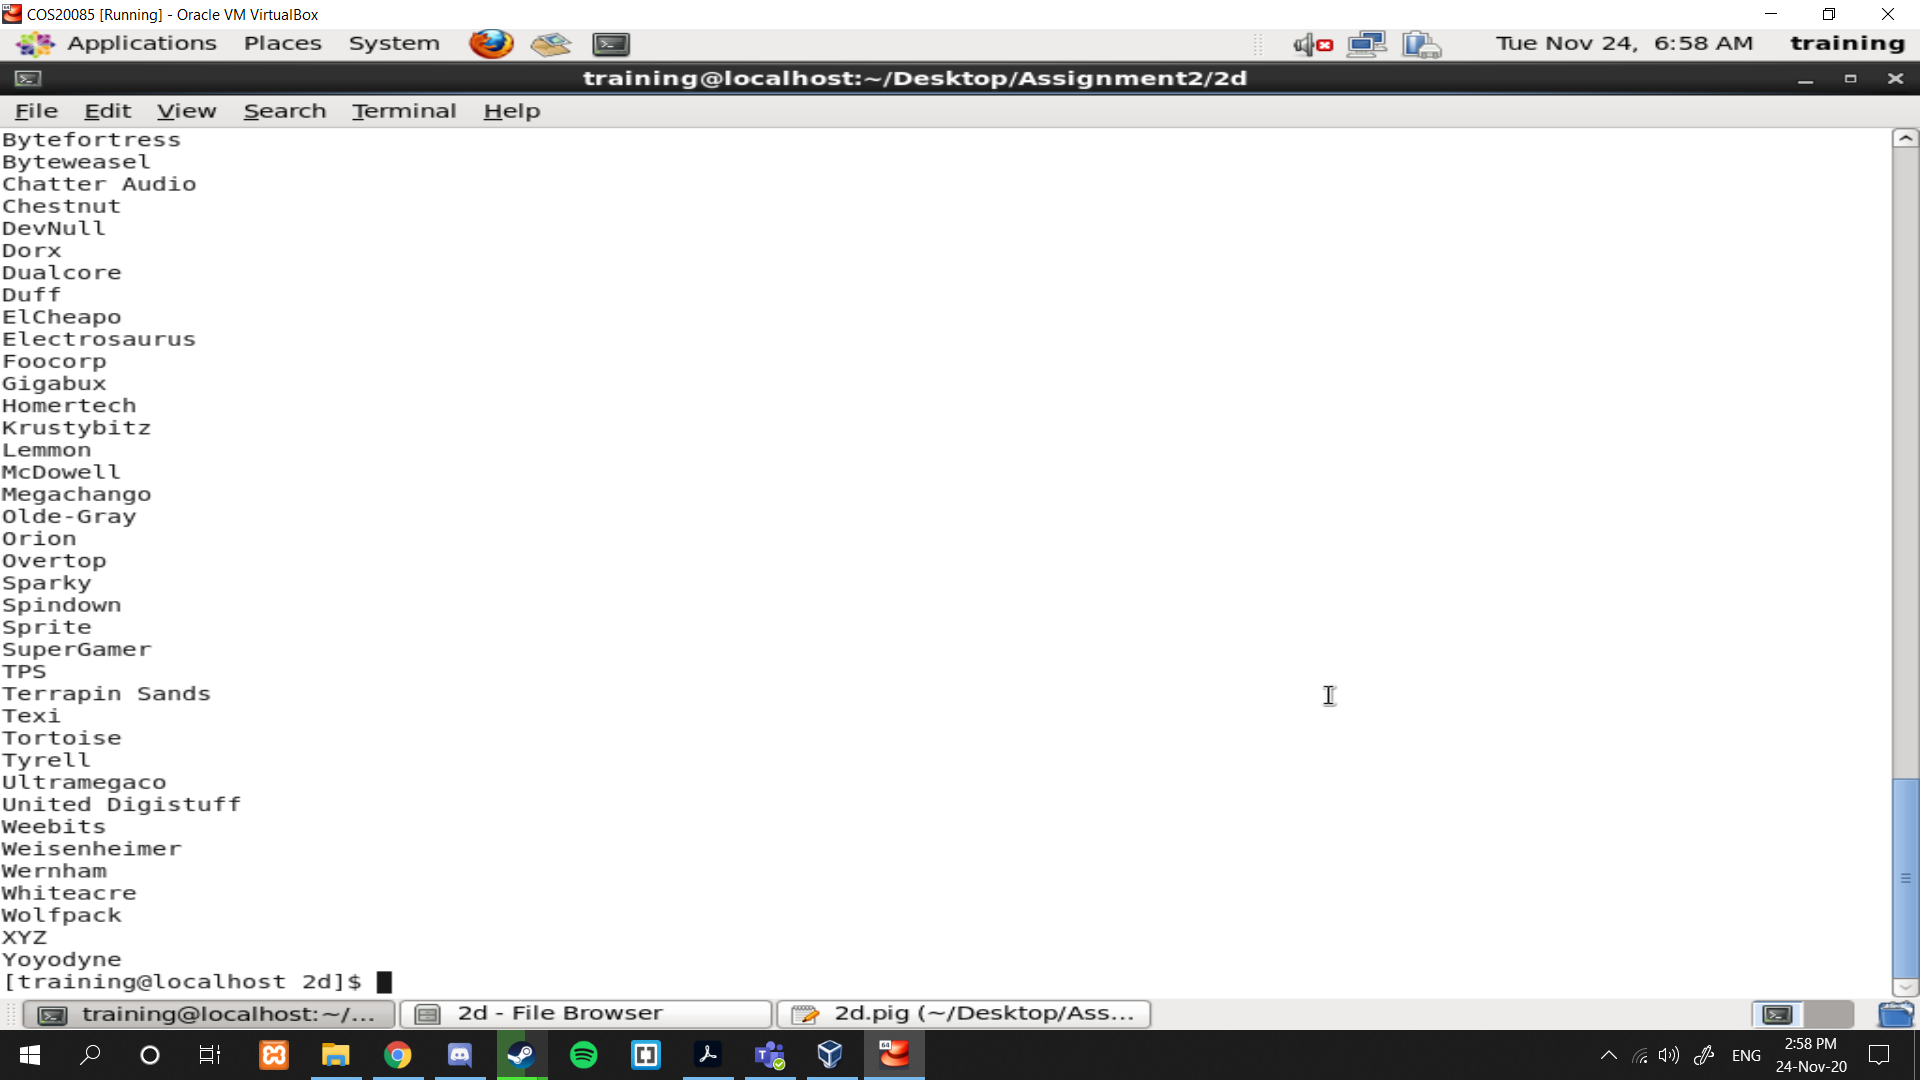 COS20085 [Running] - Oracle VM VirtualBox
Applications Places System Tue Nov 24, 6:58 AM training
training@localhost:~/Desktop/Assignment2/2d
File Edit View Search Terminal Help
Bytefortress
Byteweasel
Chatter Audio
Chestnut
DevNull
Dorx
Dualcore
Duff
ElCheapo
Electrosaurus
Foocorp
Gigabux
Homertech
Krustybitz
Lemmon
McDowell
Megachango
Olde-Gray
Orion
Overtop
Sparky
Spindown
Sprite
SuperGamer
TPS
Terrapin Sands
Texi
Tortoise
Tyrell
Ultramegaco
United Digistuff
Weebits
Weisenheimer
Wernham
Whiteacre
Wolfpack
XYZ
Yoyodyne
[training@localhost 2d]$
training@localhost:~/... 2d - File Browser 2d.pig (~/Desktop/Ass...
ENG 2:58 PM
24-Nov-20